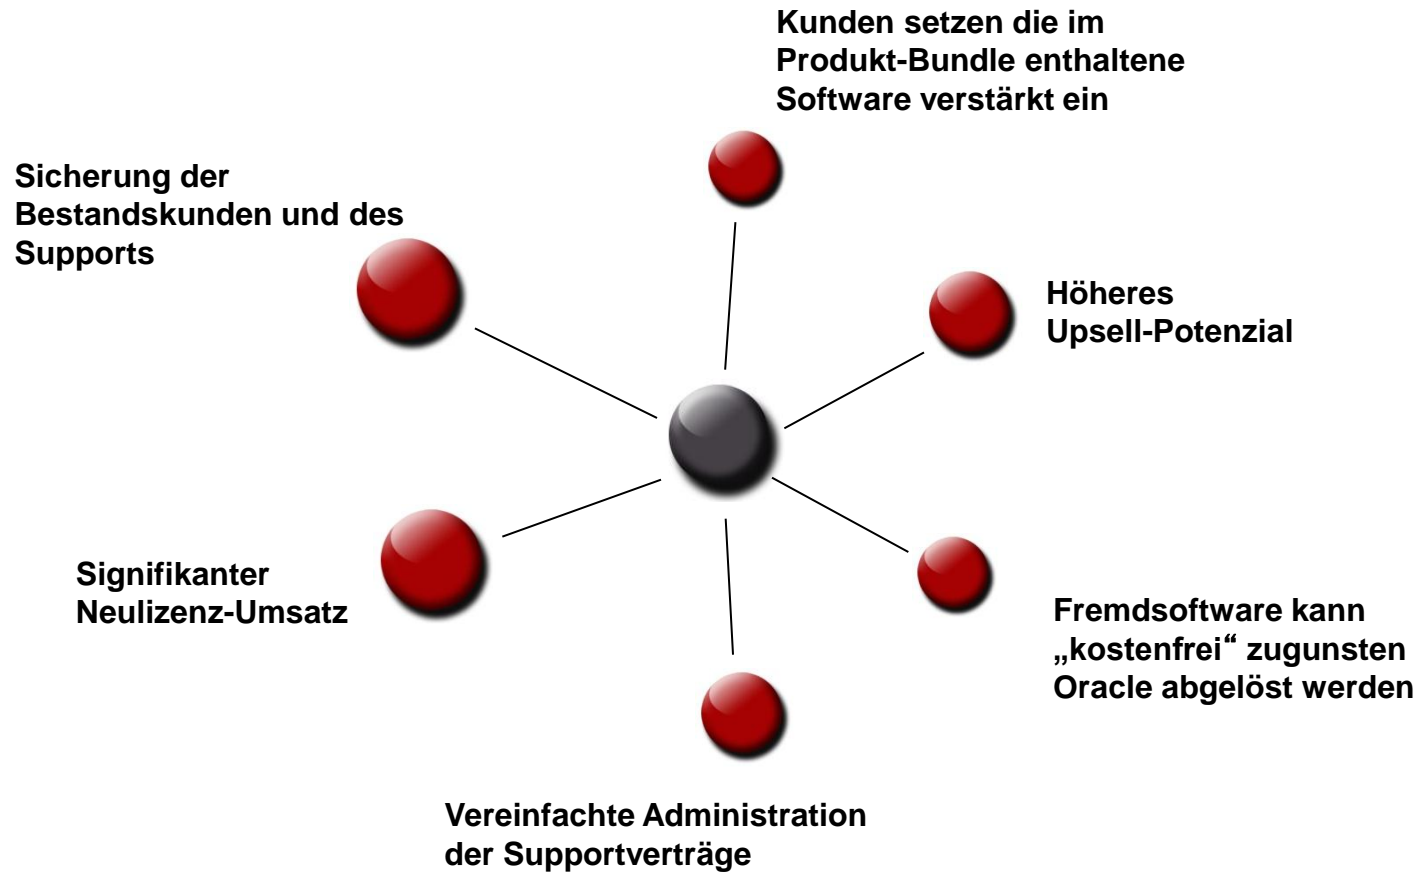 Kunden setzen die im
Produkt-Bundle enthaltene
Software verstärkt ein
Sicherung der
Bestandskunden und des
Supports
Höheres
Upsell-Potenzial
Signifikanter
Neulizenz-Umsatz
Fremdsoftware kann
„kostenfrei“ zugunsten
Oracle abgelöst werden
Vereinfachte Administration
der Supportverträge